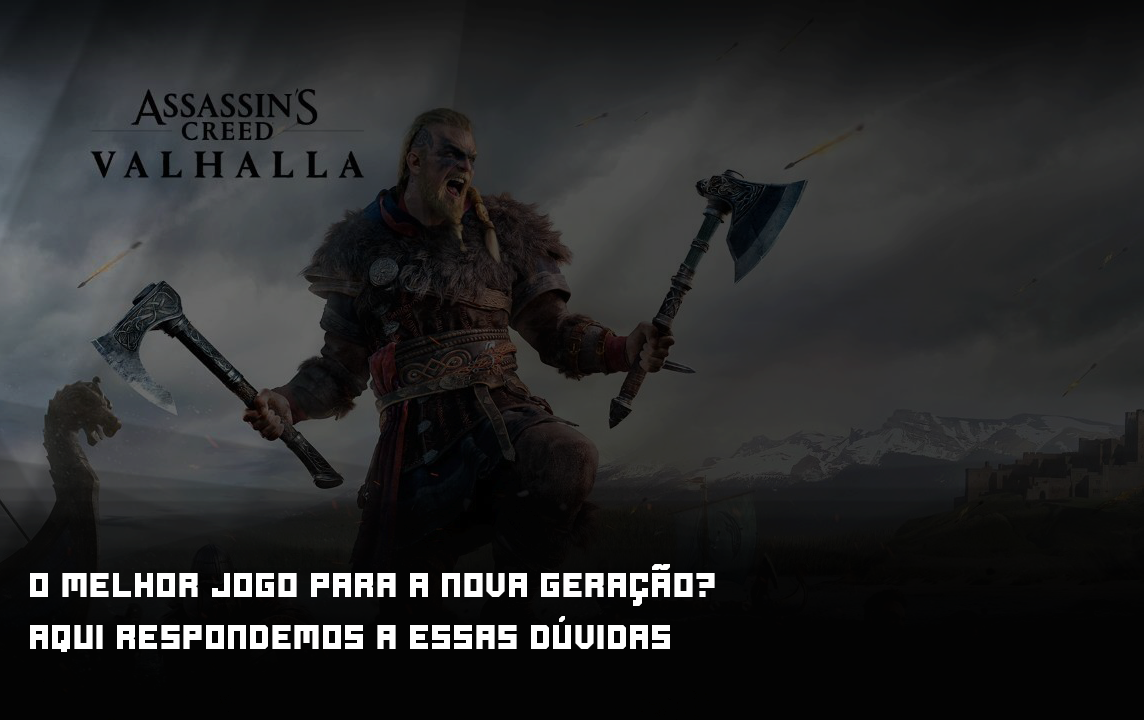 ASSASSIN'S
CREED
VALHALLA
O MELHOR JOGO PARA A NOVA GERAÇÃO?
AQUI RESPONDEMOS A ESSAS DÚVIDAS